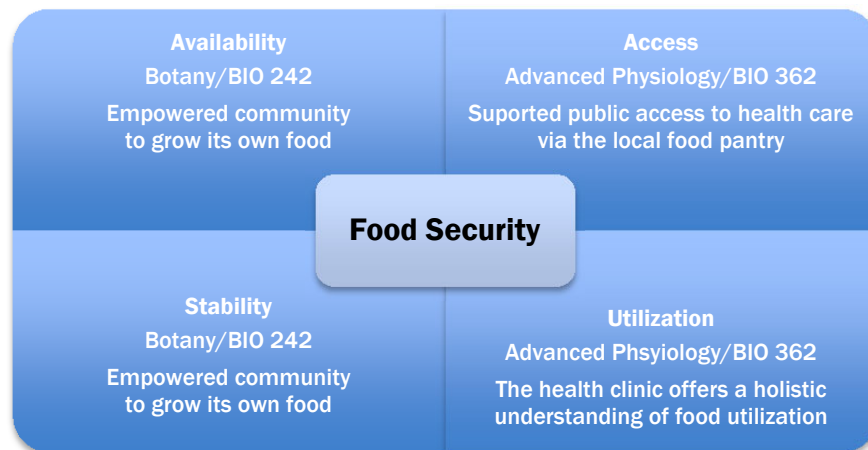 Availability
Botany/BIO 242
Empowered community
to grow its own food
Access
Advanced Physiology/BIO 362
Suported public access to health care
via the local food pantry
Food Security
Stability
Botany/BIO 242
Empowered community
to grow its own food
Utilization
Advanced Phsyiology/BIO 362
The health clinic offers a holistic
understanding of food utilization